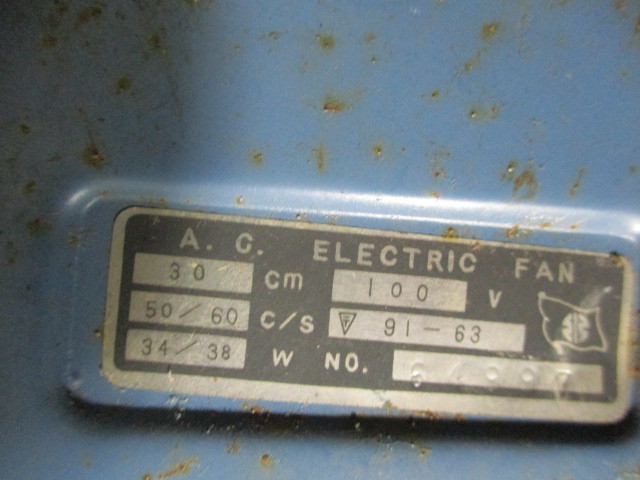 A. C. ELECTRIC FAN
30 cm 100 V
50/60 C/S 〒 91-63
34/38 W NO.